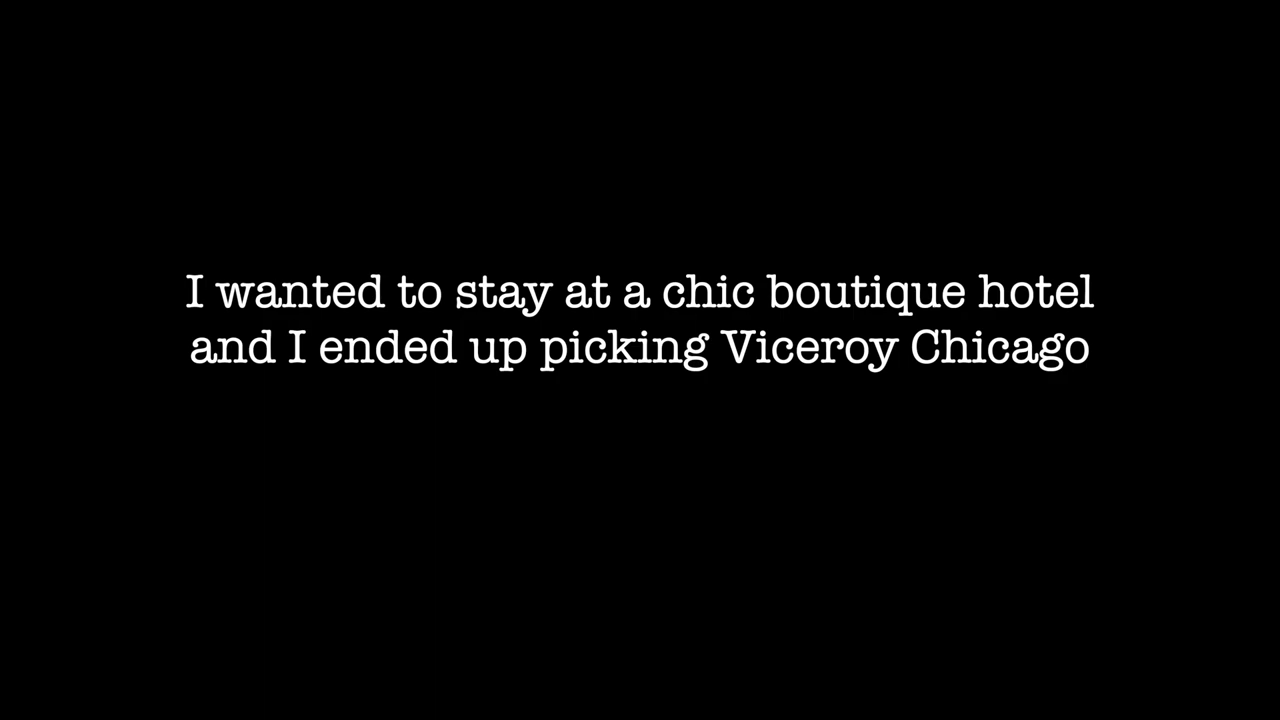 I wanted to stay at a chic boutique hotel
and I ended up picking Viceroy Chicago